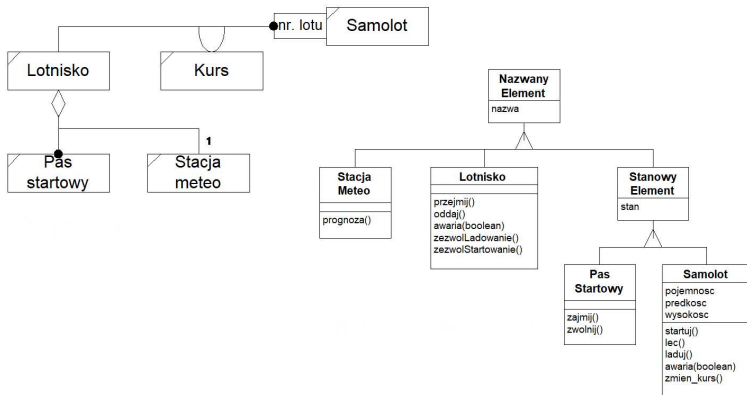 nr. lotu
Samolot
Lotnisko
Kurs
1
Pas
startowy
Stacja
meteo
Nazwany
Element
nazwa
Stacja
Meteo
prognoza()
Lotnisko
przejmij()
oddaj()
awaria(boolean)
zezwolLadowanie()
zezwolStartowanie()
Stanowy
Element
stan
Pas
Startowy
zajmij()
zwolnij()
Samolot
pojemnosc
predkosc
wysokosc
startuj()
lec()
laduj()
awaria(boolean)
zmien_kurs()